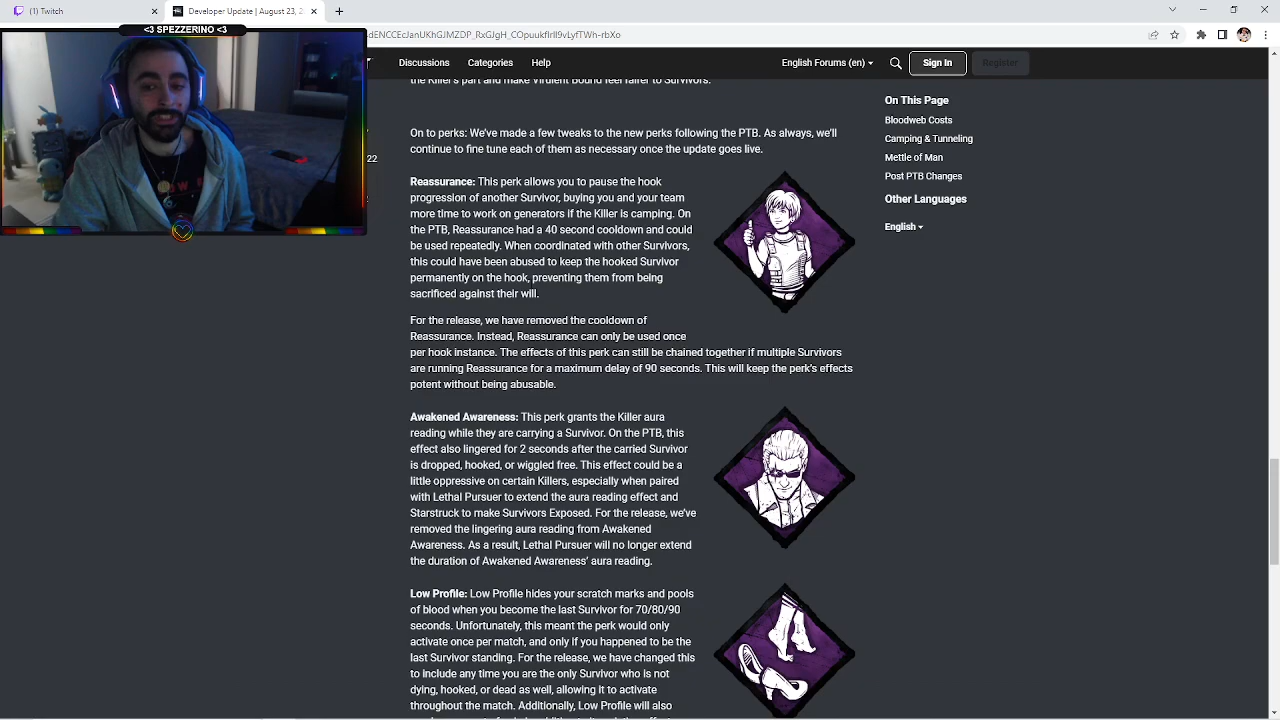 (1) Twitch
Developer Update | August 23, 2
<3 SPEZZERINO <3
Discussions Categories Help English Forums (en) Sign In Register
the Killer's part and make Virulent Bound feel fairer to Survivors.
22
On to perks: We've made a few tweaks to the new perks following the PTB. As always, we'll
continue to fine tune each of them as necessary once the update goes live.
Reassurance: This perk allows you to pause the hook
progression of another Survivor, buying you and your team
more time to work on generators if the Killer is camping. On
the PTB, Reassurance had a 40 second cooldown and could
be used repeatedly. When coordinated with other Survivors,
this could have been abused to keep the hooked Survivor
permanently on the hook, preventing them from being
sacrificed against their will.
For the release, we have removed the cooldown of
Reassurance. Instead, Reassurance can only be used once
per hook instance. The effects of this perk can still be chained together if multiple Survivors
are running Reassurance for a maximum delay of 90 seconds. This will keep the perk's effects
potent without being abusable.
Awakened Awareness: This perk grants the Killer aura
reading while they are carrying a Survivor. On the PTB, this
effect also lingered for 2 seconds after the carried Survivor
is dropped, hooked, or wiggled free. This effect could be a
little oppressive on certain Killers, especially when paired
with Lethal Pursuer to extend the aura reading effect and
Starstruck to make Survivors Exposed. For the release, we've
removed the lingering aura reading from Awakened
Awareness. As a result, Lethal Pursuer will no longer extend
the duration of Awakened Awareness' aura reading.
Low Profile: Low Profile hides your scratch marks and pools
of blood when you become the last Survivor for 70/80/90
seconds. Unfortunately, this meant the perk would only
activate once per match, and only if you happened to be the
last Survivor standing. For the release, we have changed this
to include any time you are the only Survivor who is not
dying, hooked, or dead as well, allowing it to activate
throughout the match. Additionally, Low Profile will also
On This Page
Bloodweb Costs
Camping & Tunneling
Mettle of Man
Post PTB Changes
Other Languages
English